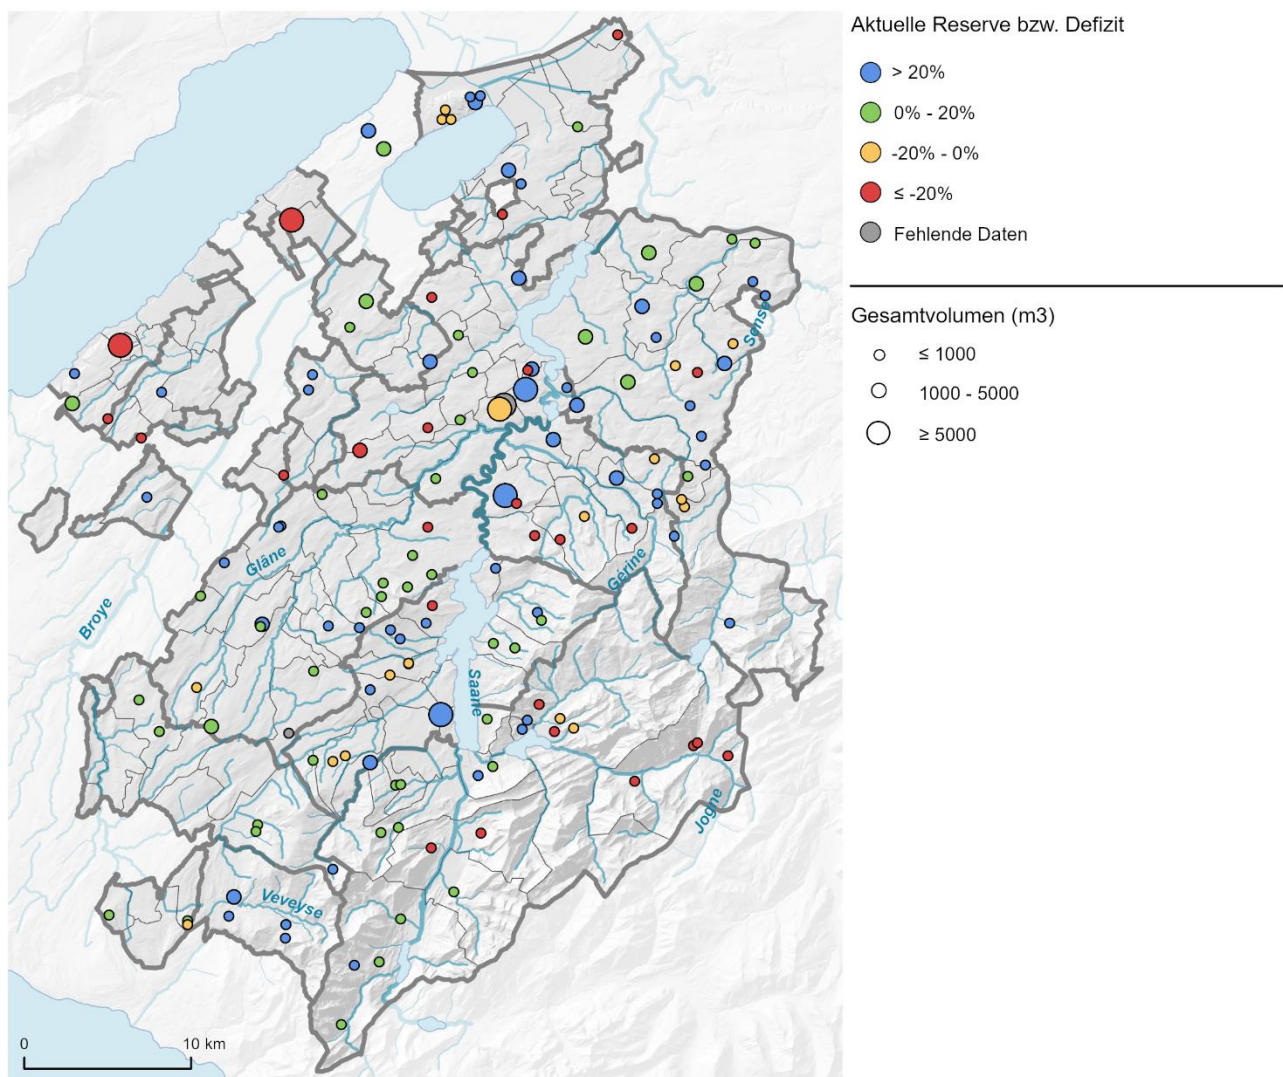 Aktuelle Reserve bzw. Defizit
> 20%
0% - 20%
-20% - 0%
≤ -20%
Fehlende Daten
Gesamtvolumen (m3)
≤ 1000
1000 - 5000
≥ 5000
Sense
Glâne
Gérine
Broye
Saane
Jogne
Veveyse
0 10 km